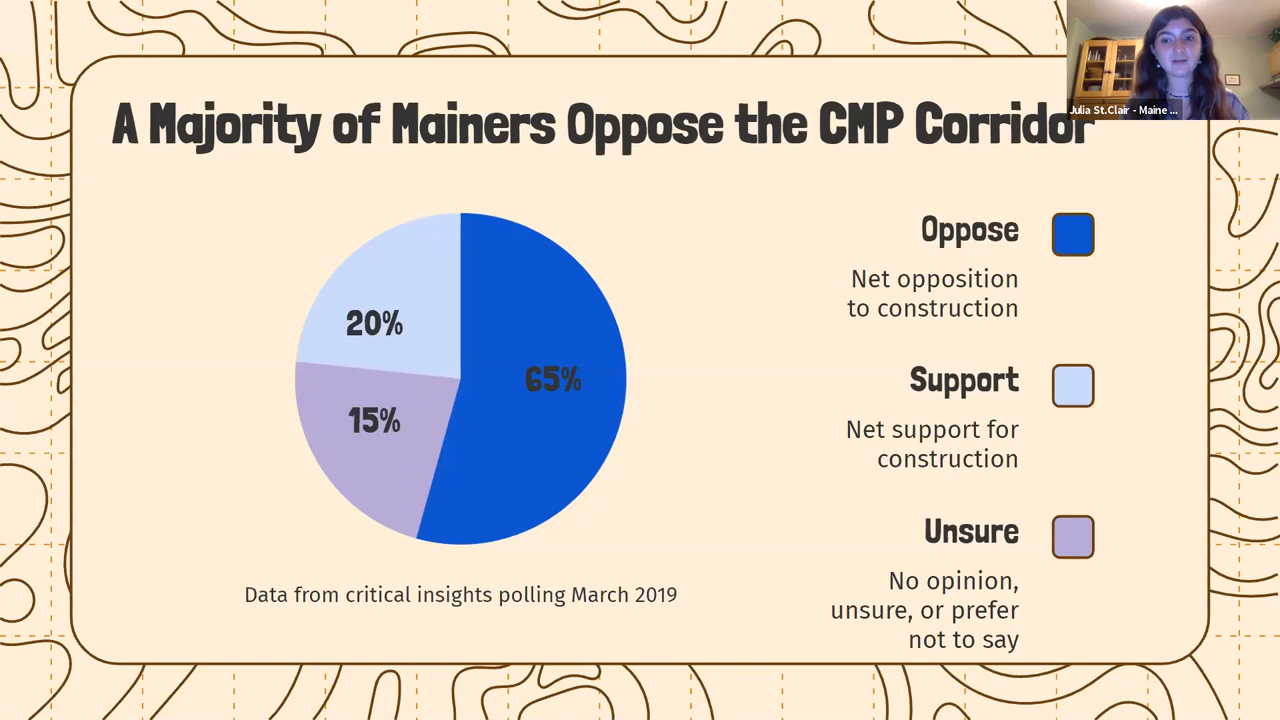 A Majority of Mainers Oppose the CMP Corridor
Julia St.Clair - Maine ...
20%
65%
15%
Data from critical insights polling March 2019
Oppose
Net opposition
to construction
Support
Net support for
construction
Unsure
No opinion,
unsure, or prefer
not to say